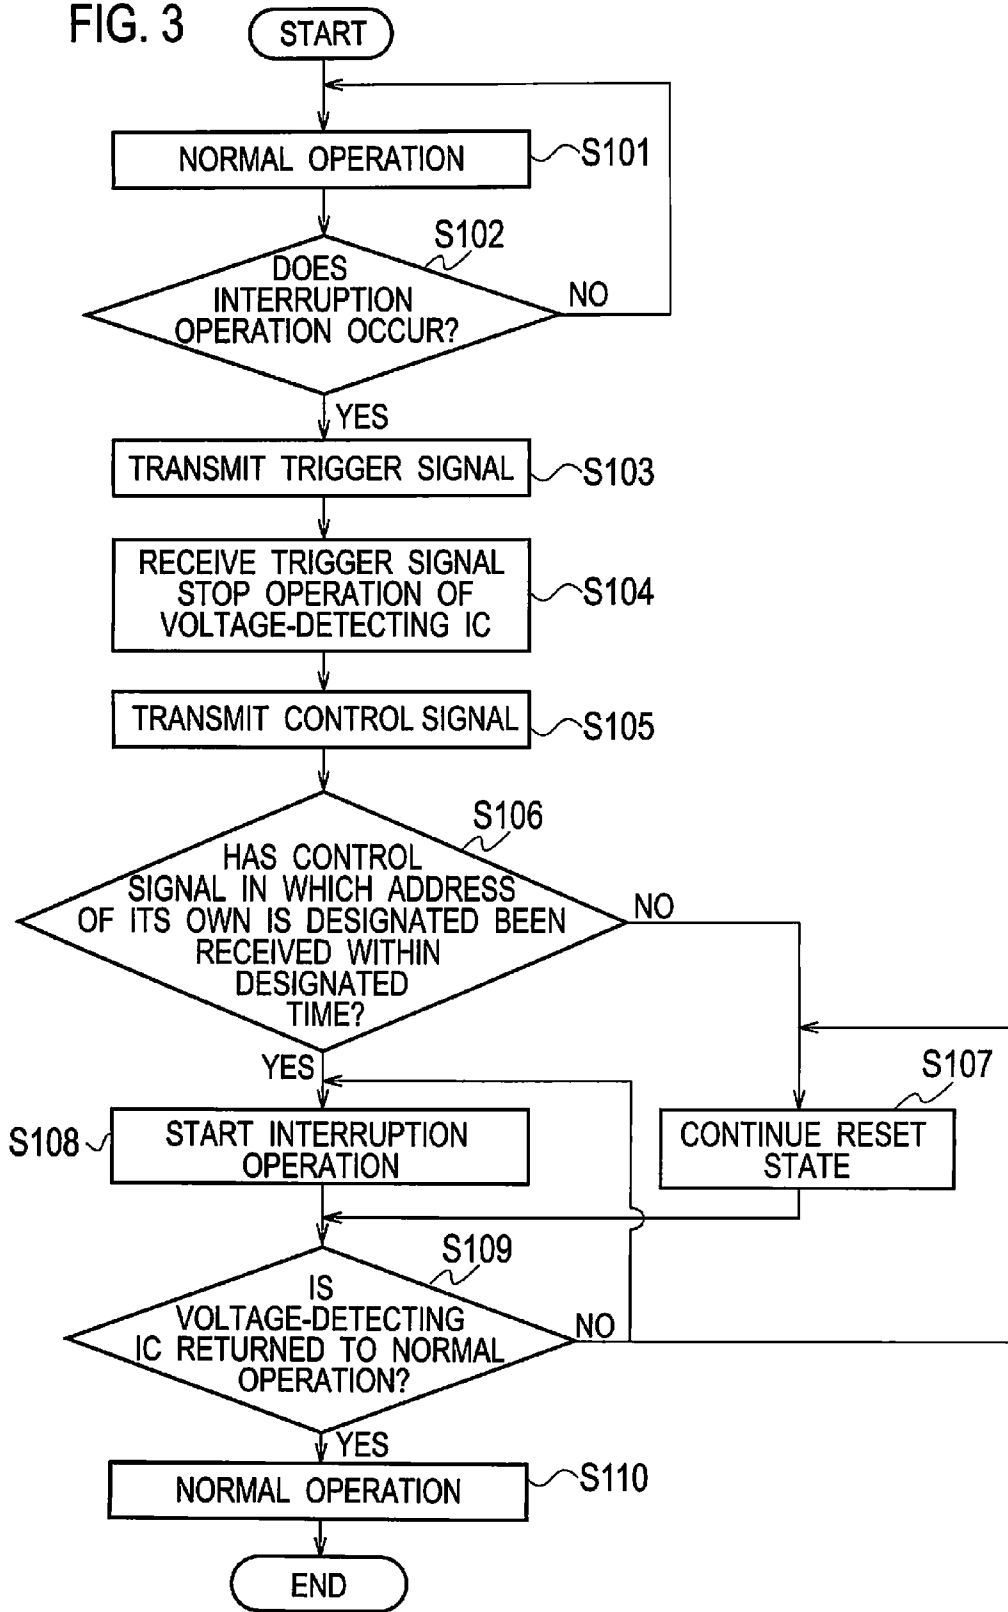 FIG. 3
START
NORMAL OPERATION
S101
S102
DOES
INTERRUPTION
OPERATION OCCUR?
NO
YES
TRANSMIT TRIGGER SIGNAL
S103
RECEIVE TRIGGER SIGNAL
STOP OPERATION OF
VOLTAGE-DETECTING IC
S104
TRANSMIT CONTROL SIGNAL
S105
S106
HAS CONTROL
SIGNAL IN WHICH ADDRESS
OF ITS OWN IS DESIGNATED BEEN
RECEIVED WITHIN
DESIGNATED
TIME?
NO
YES
S107
CONTINUE RESET
STATE
S108
START INTERRUPTION
OPERATION
S109
IS
VOLTAGE-DETECTING
IC RETURNED TO NORMAL
OPERATION?
NO
YES
NORMAL OPERATION
S110
END